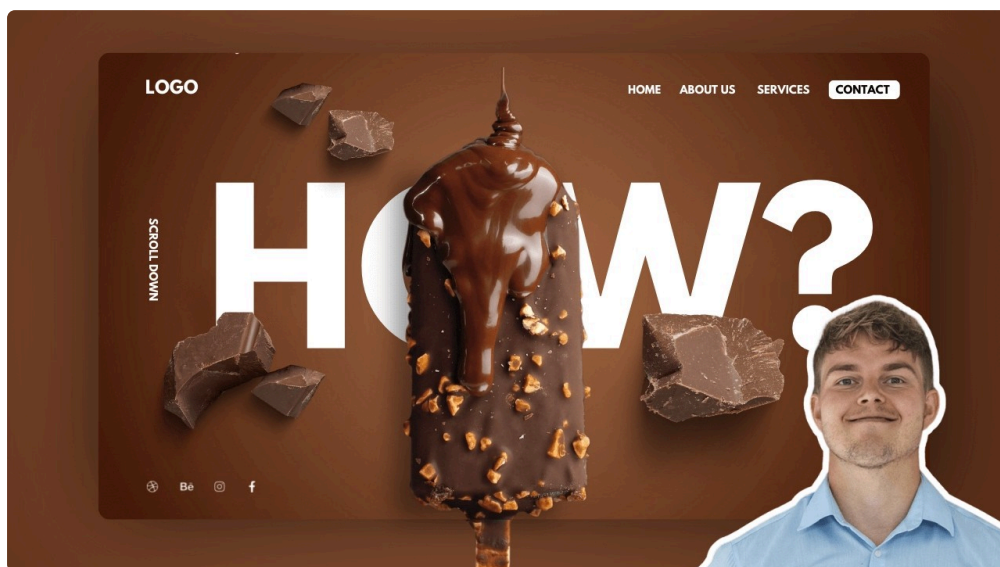 LOGO
HOME ABOUT US SERVICES CONTACT
HOW?
SCROLL DOWN
Bē